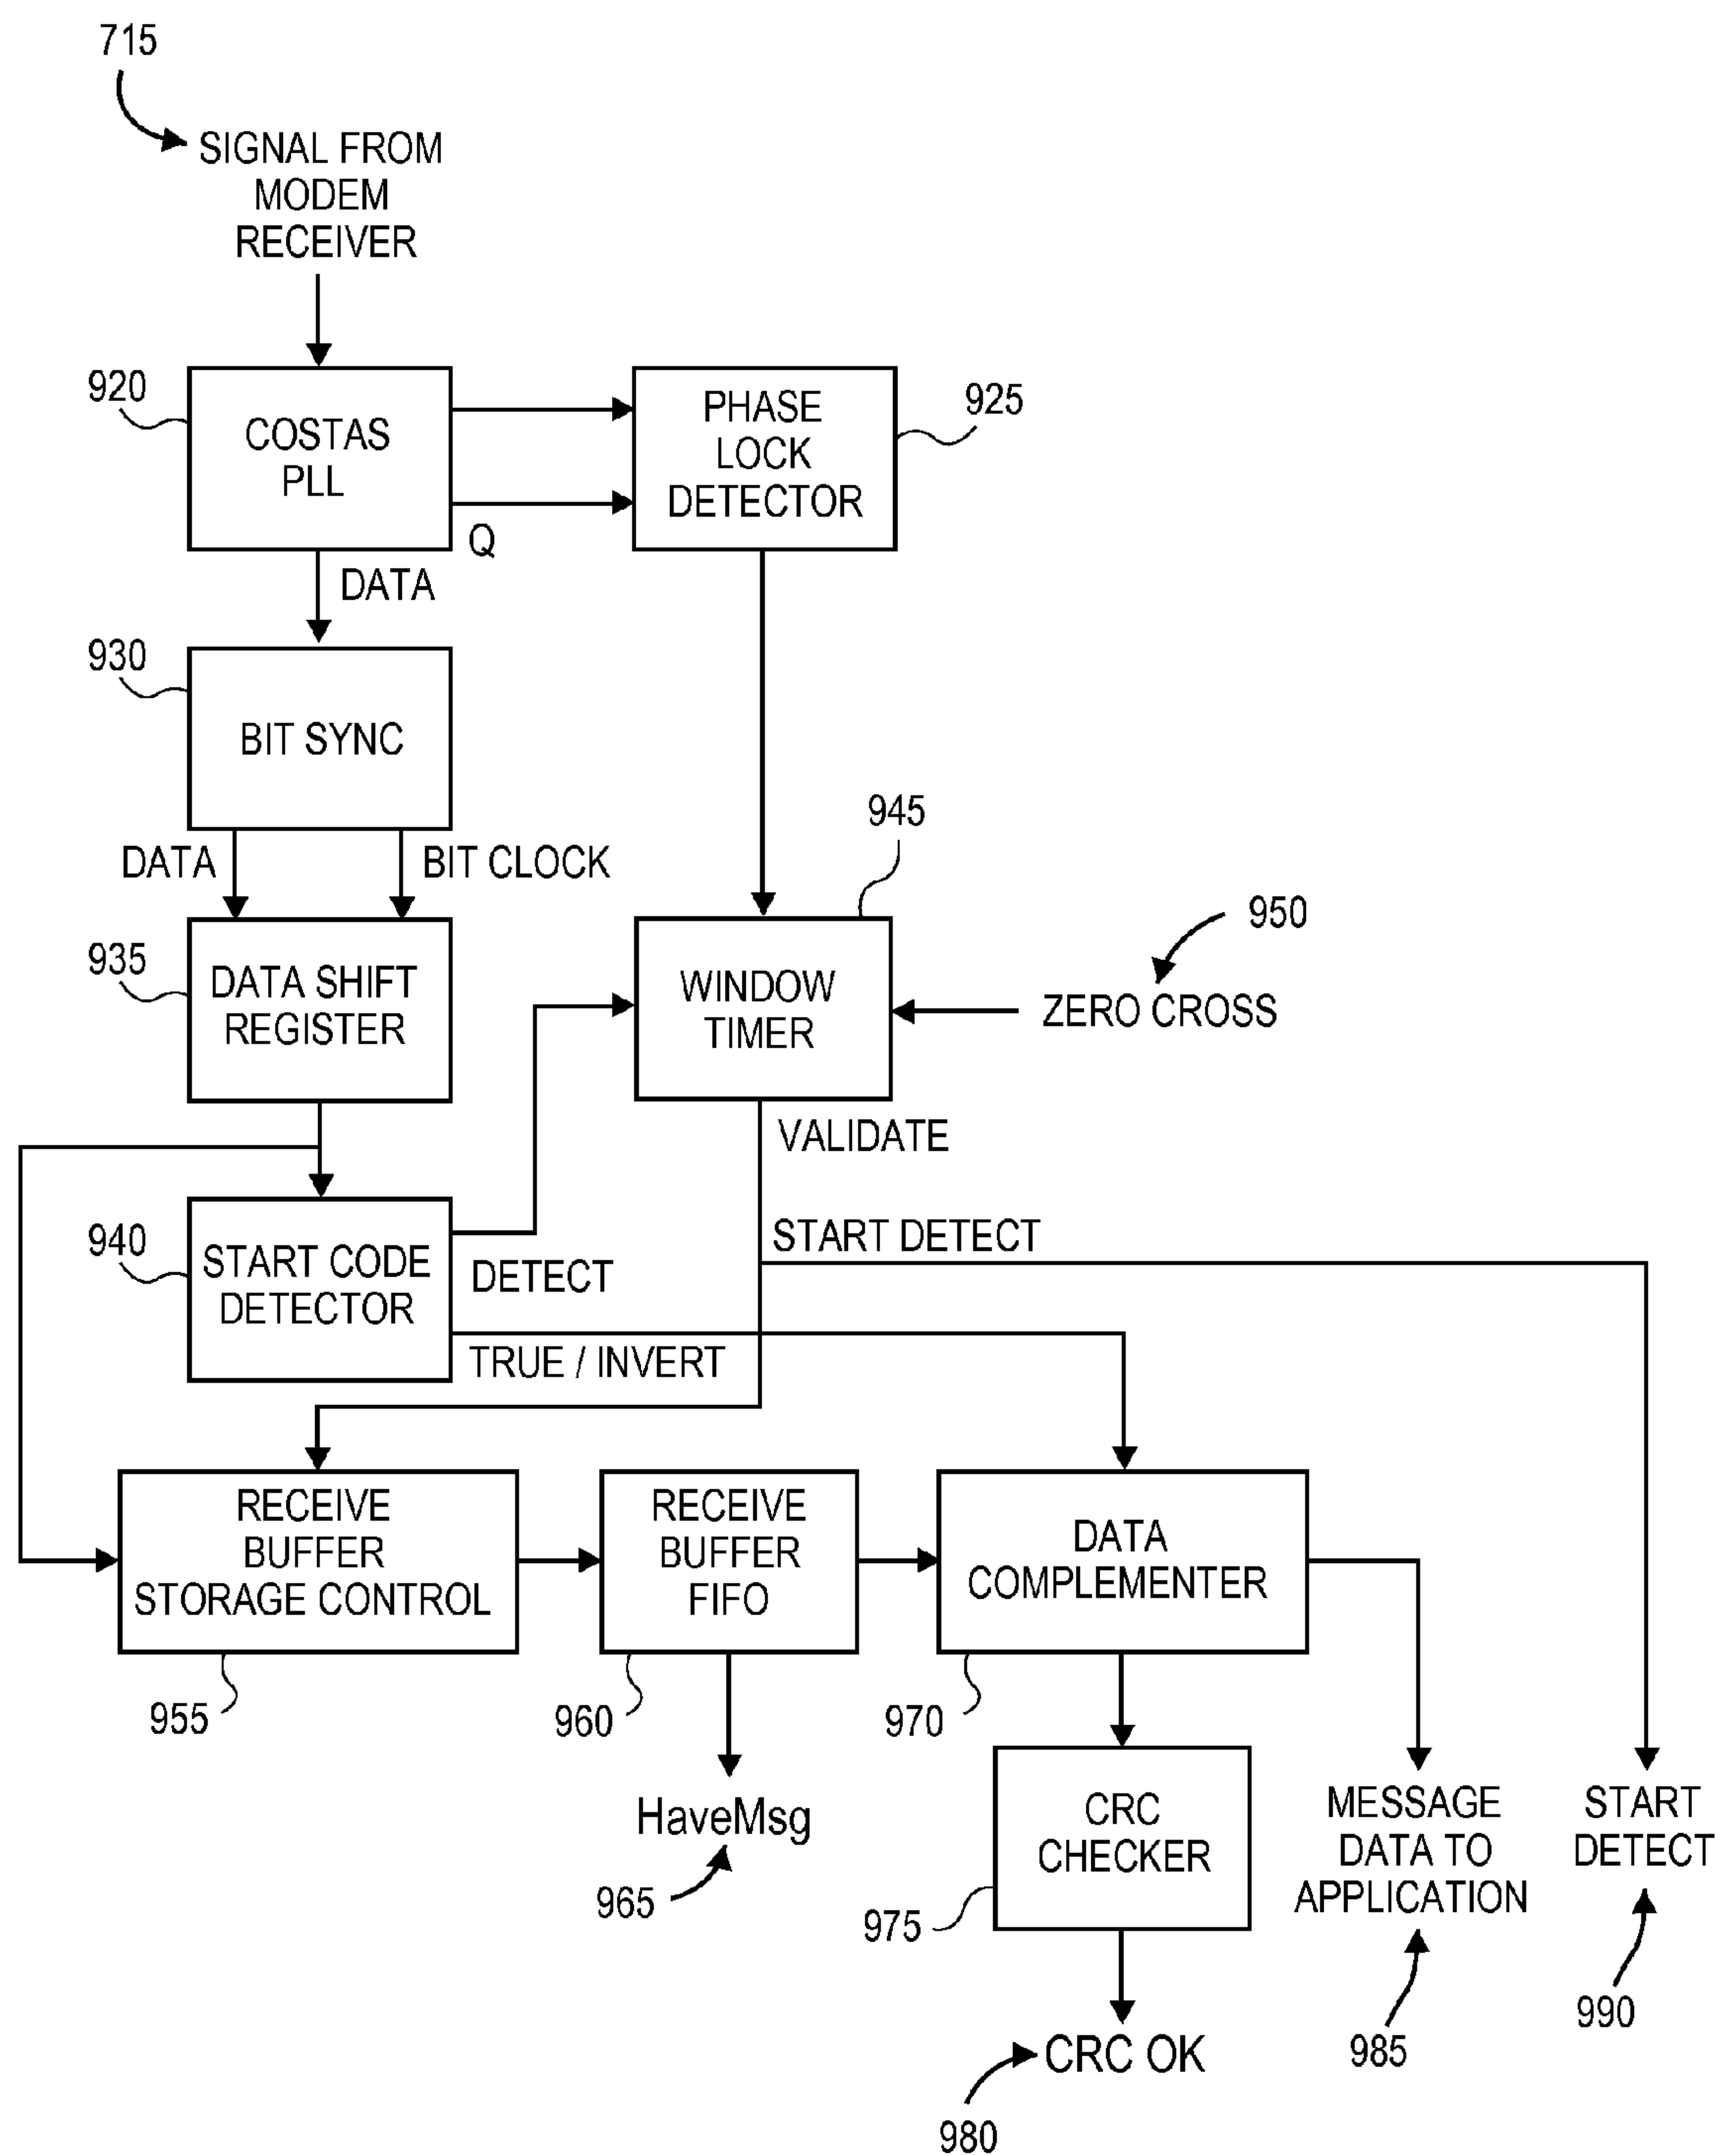 715
SIGNAL FROM
MODEM
RECEIVER
920
COSTAS
PLL
PHASE
LOCK
DETECTOR
925
Q
DATA
930
BIT SYNC
945
DATA
BIT CLOCK
950
935
DATA SHIFT
REGISTER
WINDOW
TIMER
ZERO CROSS
VALIDATE
940
START CODE
DETECTOR
DETECT
START DETECT
TRUE / INVERT
RECEIVE
BUFFER
STORAGE CONTROL
RECEIVE
BUFFER
FIFO
DATA
COMPLEMENTER
955
960
970
HaveMsg
965
CRC
CHECKER
975
MESSAGE
DATA TO
APPLICATION
START
DETECT
985
990
CRC OK
980